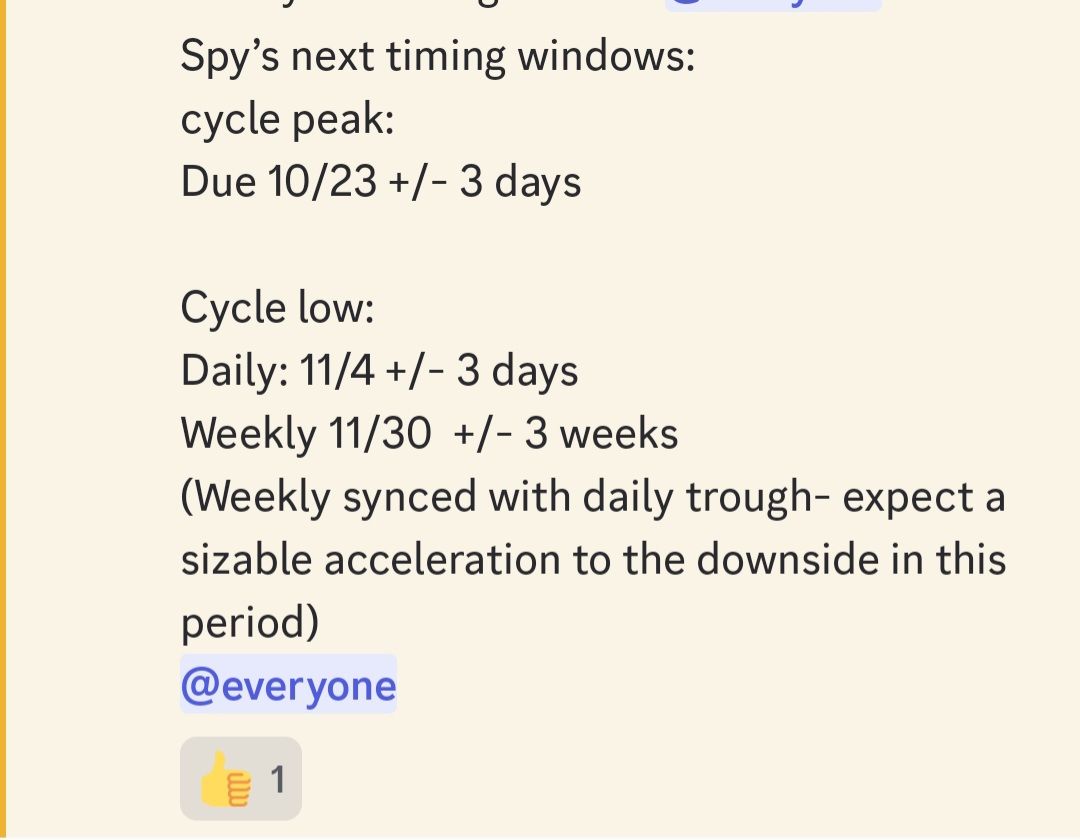 Spy’s next timing windows:
cycle peak:
Due 10/23 +/- 3 days
Cycle low:
Daily: 11/4 +/- 3 days
Weekly 11/30  +/- 3 weeks
(Weekly synced with daily trough- expect a
sizable acceleration to the downside in this
period)
@everyone
👍 1